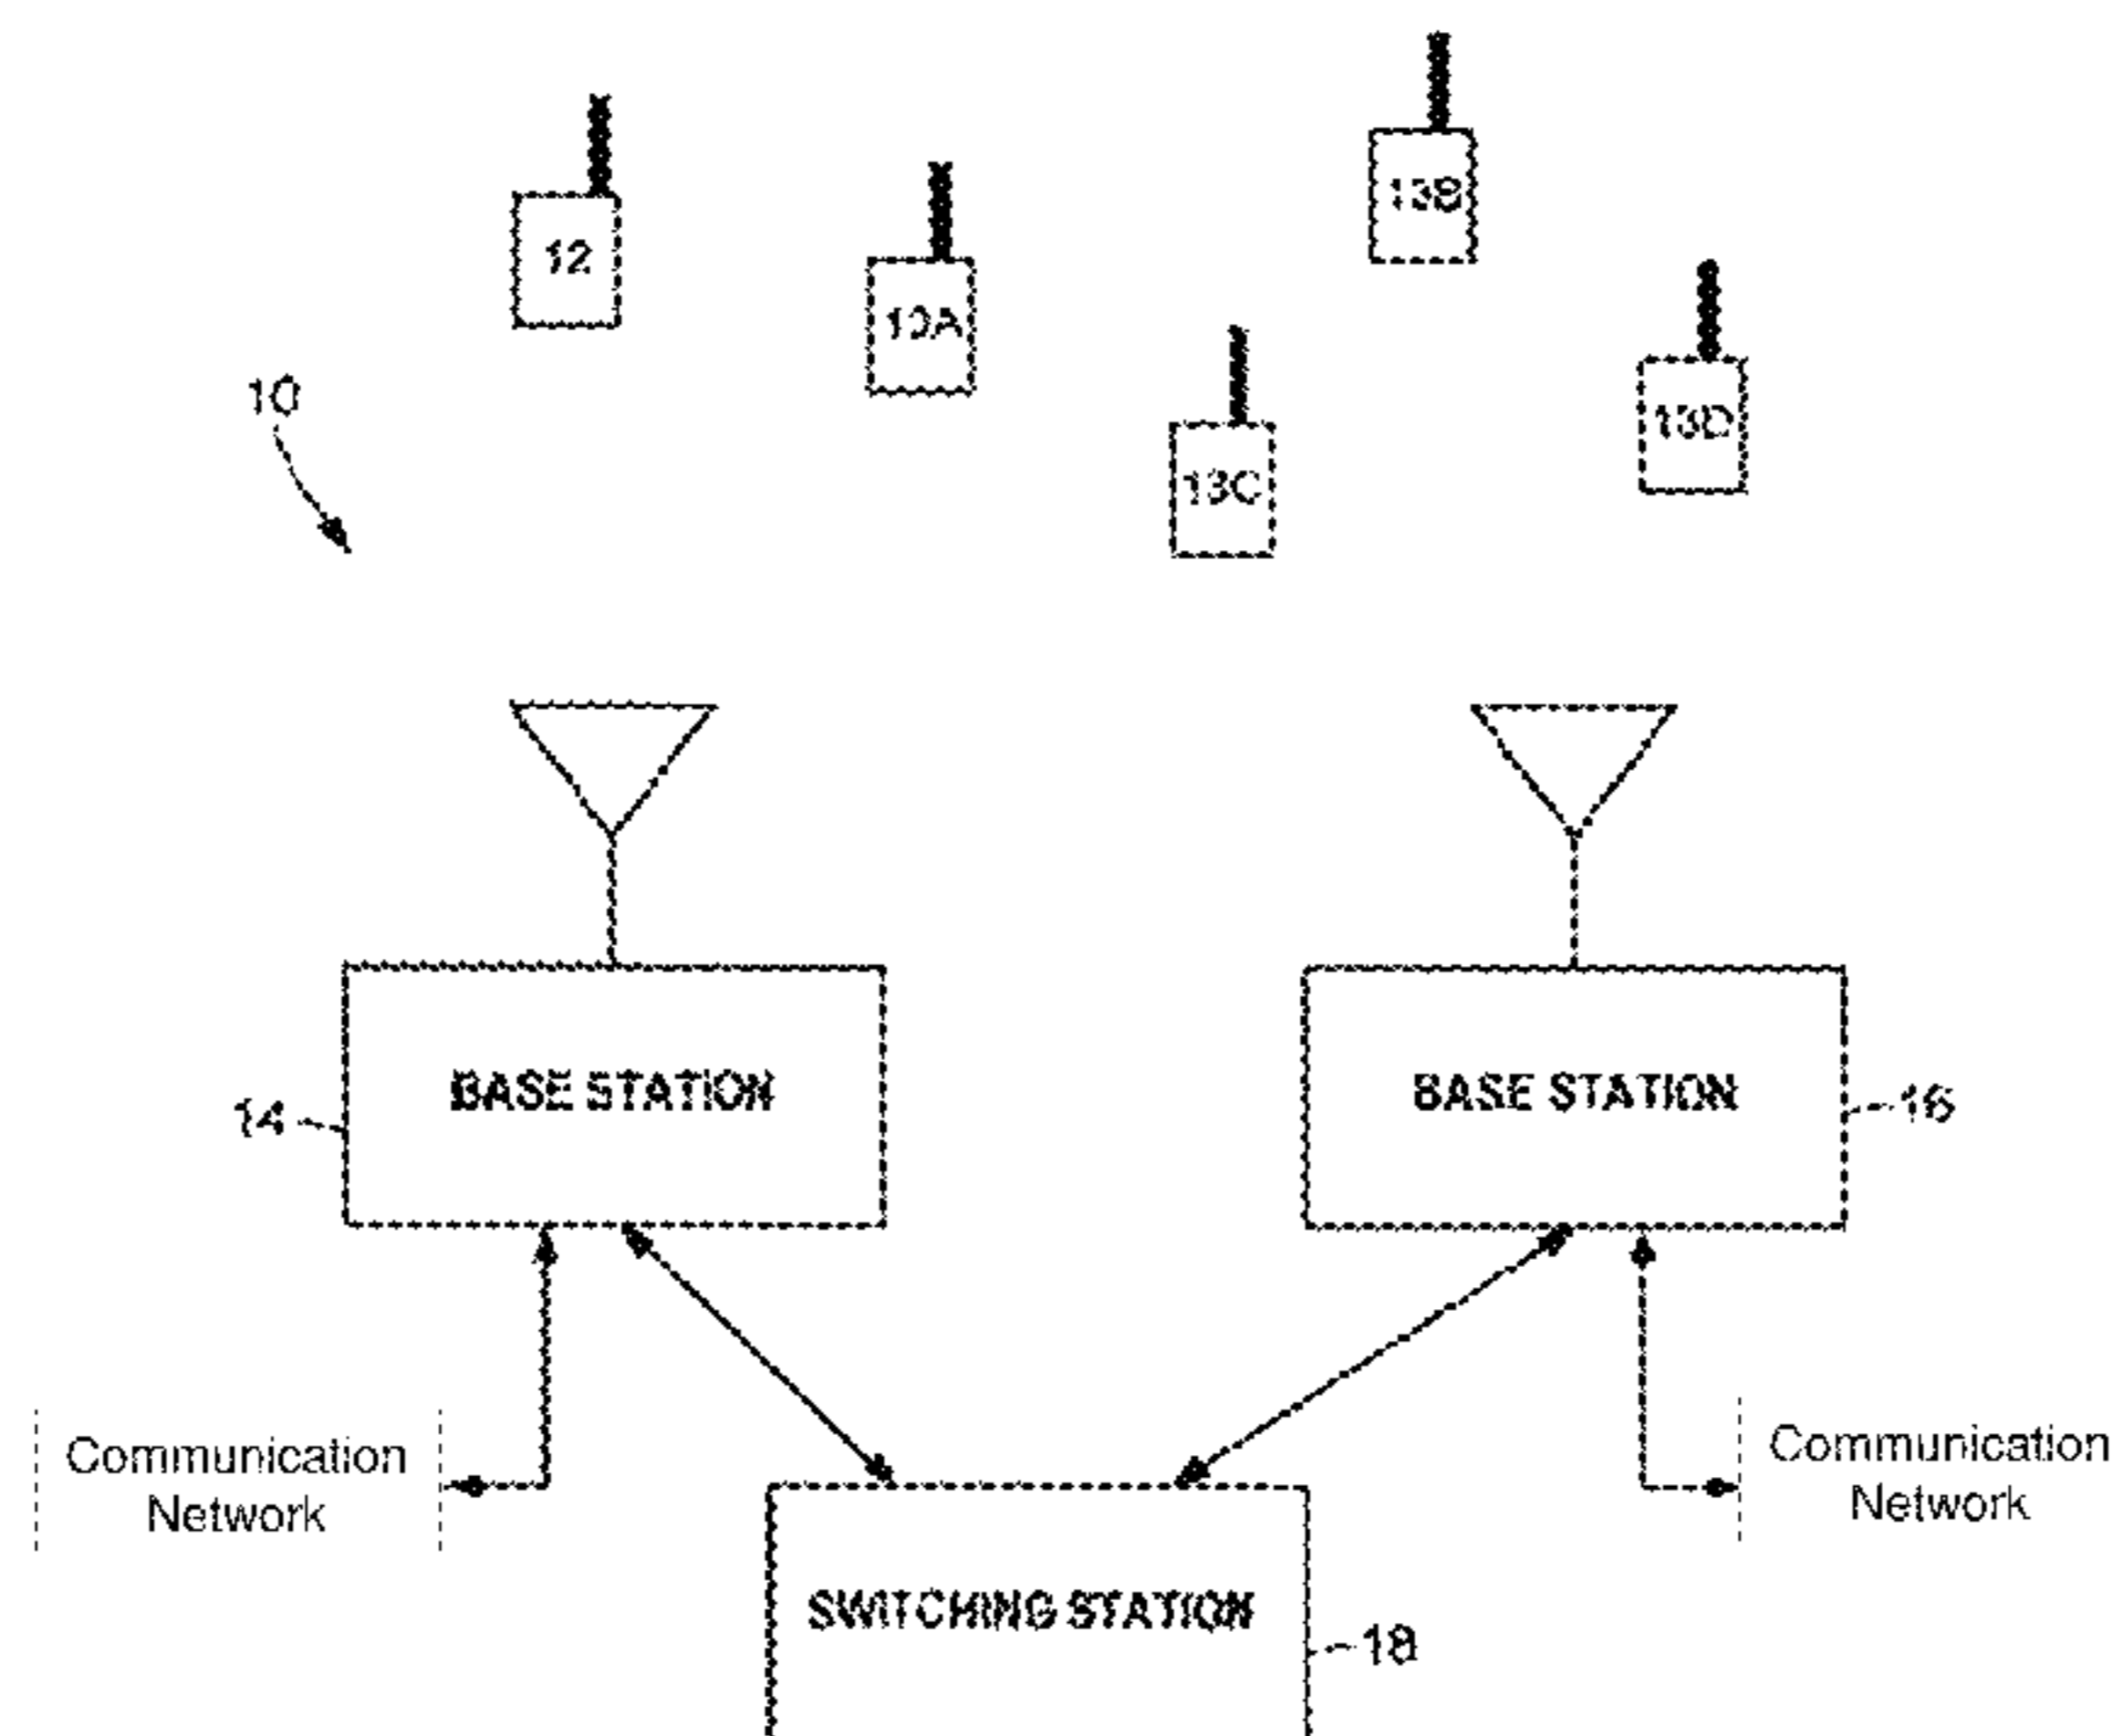 13B
12
13A
10
13D
13C
BASE STATION
BASE STATION
14
16
Communication
Network
Communication
Network
SWITCHING STATION
18